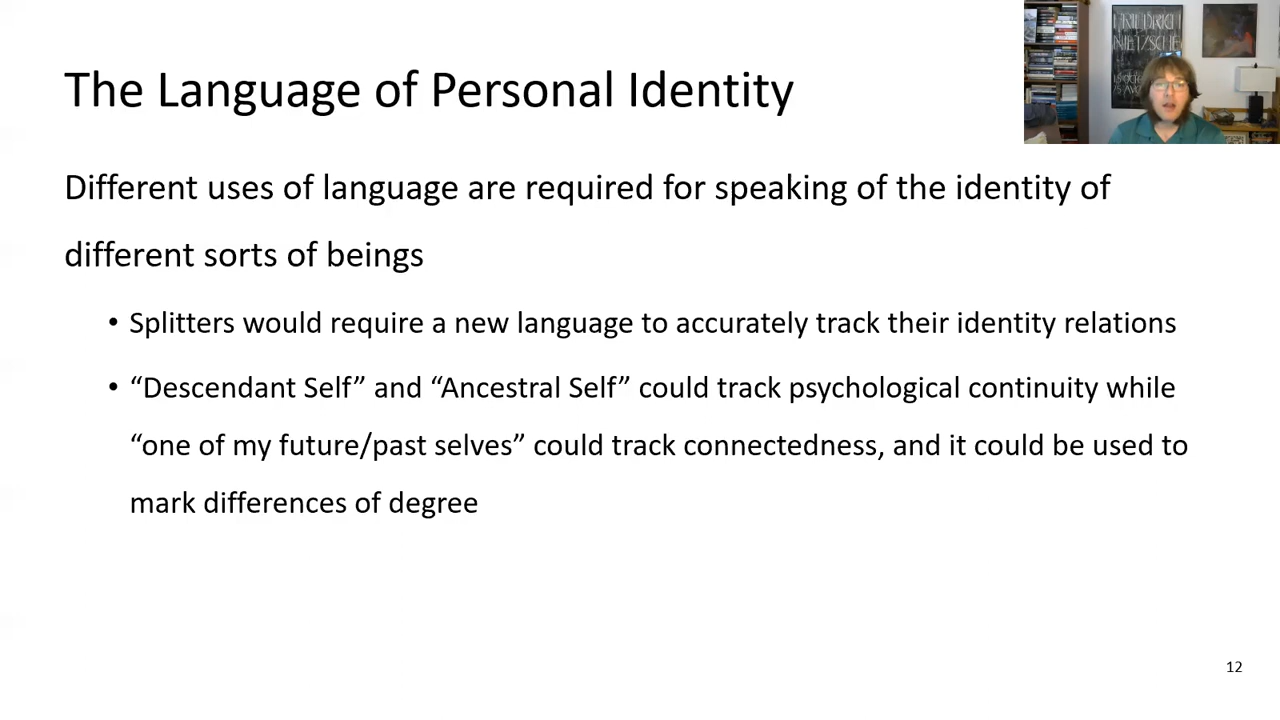 The Language of Personal Identity
FRIEDRICH
NIETZSCHE
Different uses of language are required for speaking of the identity of
different sorts of beings
• Splitters would require a new language to accurately track their identity relations
• “Descendant Self” and “Ancestral Self” could track psychological continuity while
“one of my future/past selves” could track connectedness, and it could be used to
mark differences of degree
12